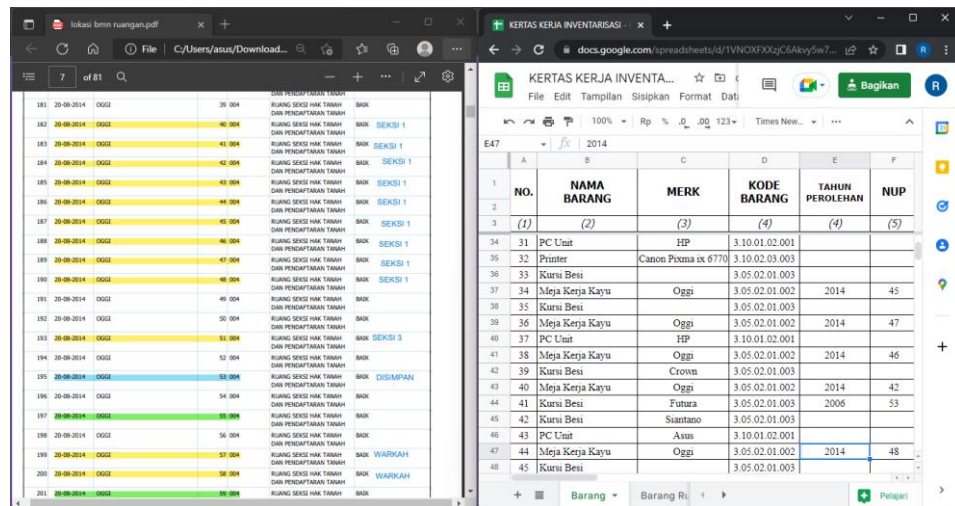 lokasi bmn ruangan.pdf
File C:/Users/asus/Download...
7 of 81
DAN PENDAFTARAN TANAH
181 20-08-2014 OGGI 39 004 RUANG SEKSI HAK TANAH BAIK
DAN PENDAFTARAN TANAH
182 20-08-2014 OGGI 40 004 RUANG SEKSI HAK TANAH BAIK SEKSI 1
DAN PENDAFTARAN TANAH
183 20-08-2014 OGGI 41 004 RUANG SEKSI HAK TANAH BAIK SEKSI 1
DAN PENDAFTARAN TANAH
184 20-08-2014 OGGI 42 004 RUANG SEKSI HAK TANAH BAIK SEKSI 1
DAN PENDAFTARAN TANAH
185 20-08-2014 OGGI 43 004 RUANG SEKSI HAK TANAH BAIK SEKSI 1
DAN PENDAFTARAN TANAH
186 20-08-2014 OGGI 44 004 RUANG SEKSI HAK TANAH BAIK SEKSI 1
DAN PENDAFTARAN TANAH
187 20-08-2014 OGGI 45 004 RUANG SEKSI HAK TANAH BAIK SEKSI 1
DAN PENDAFTARAN TANAH
188 20-08-2014 OGGI 46 004 RUANG SEKSI HAK TANAH BAIK SEKSI 1
DAN PENDAFTARAN TANAH
189 20-08-2014 OGGI 47 004 RUANG SEKSI HAK TANAH BAIK SEKSI 1
DAN PENDAFTARAN TANAH
190 20-08-2014 OGGI 48 004 RUANG SEKSI HAK TANAH BAIK SEKSI 1
DAN PENDAFTARAN TANAH
191 20-08-2014 OGGI 49 004 RUANG SEKSI HAK TANAH BAIK
DAN PENDAFTARAN TANAH
192 20-08-2014 OGGI 50 004 RUANG SEKSI HAK TANAH BAIK
DAN PENDAFTARAN TANAH
193 20-08-2014 OGGI 51 004 RUANG SEKSI HAK TANAH BAIK SEKSI 3
DAN PENDAFTARAN TANAH
194 20-08-2014 OGGI 52 004 RUANG SEKSI HAK TANAH BAIK
DAN PENDAFTARAN TANAH
195 20-08-2014 OGGI 53 004 RUANG SEKSI HAK TANAH BAIK DISIMPAN
DAN PENDAFTARAN TANAH
196 20-08-2014 OGGI 54 004 RUANG SEKSI HAK TANAH BAIK
DAN PENDAFTARAN TANAH
197 20-08-2014 OGGI 55 004 RUANG SEKSI HAK TANAH BAIK
DAN PENDAFTARAN TANAH
198 20-08-2014 OGGI 56 004 RUANG SEKSI HAK TANAH BAIK
DAN PENDAFTARAN TANAH
199 20-08-2014 OGGI 57 004 RUANG SEKSI HAK TANAH BAIK WARKAH
DAN PENDAFTARAN TANAH
200 20-08-2014 OGGI 58 004 RUANG SEKSI HAK TANAH BAIK WARKAH
DAN PENDAFTARAN TANAH
201 20-08-2014 OGGI 59 004 RUANG SEKSI HAK TANAH BAIK
KERTAS KERJA INVENTARISASI -
docs.google.com/spreadsheets/d/
KERTAS KERJA INVENTA...
Bagikan R
File Edit Tampilan Sisipkan Format Data
100% Rp % .0 .00 123 Times New... ...
E47 fx 2014
A B C D E F
1 NO. NAMA BARANG MERK KODE BARANG TAHUN PEROLEHAN NUP
2
3 (1) (2) (3) (4) (4) (5)
34 31 PC Unit HP 3.10.01.02.001
35 32 Printer Canon Pixma ix 6770 3.10.02.03.003
36 33 Kursi Besi 3.05.02.01.003
37 34 Meja Kerja Kayu Oggi 3.05.02.01.002 2014 45
38 35 Kursi Besi 3.05.02.01.003
39 36 Meja Kerja Kayu Oggi 3.05.02.01.002 2014 47
40 37 PC Unit HP 3.10.01.02.001
41 38 Meja Kerja Kayu Oggi 3.05.02.01.002 2014 46
42 39 Kursi Besi Crown 3.05.02.01.003
43 40 Meja Kerja Kayu Oggi 3.05.02.01.002 2014 42
44 41 Kursi Besi Futura 3.05.02.01.003 2006 53
45 42 Kursi Besi Siantano 3.05.02.01.003
46 43 PC Unit Asus 3.10.01.02.001
47 44 Meja Kerja Kayu Oggi 3.05.02.01.002 2014 48
48 45 Kursi Besi 3.05.02.01.003
Barang Barang Ru Pelajari